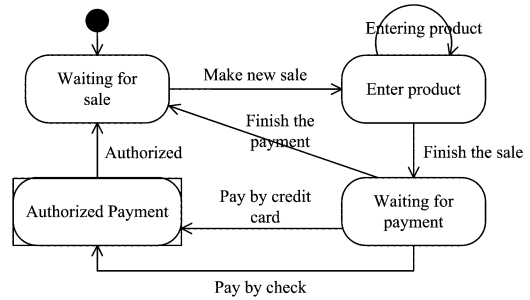 Entering product
Waiting for
sale
Make new sale
Enter product
Finish the
payment
Authorized
Finish the sale
Authorized Payment
Pay by credit
card
Waiting for
payment
Pay by check